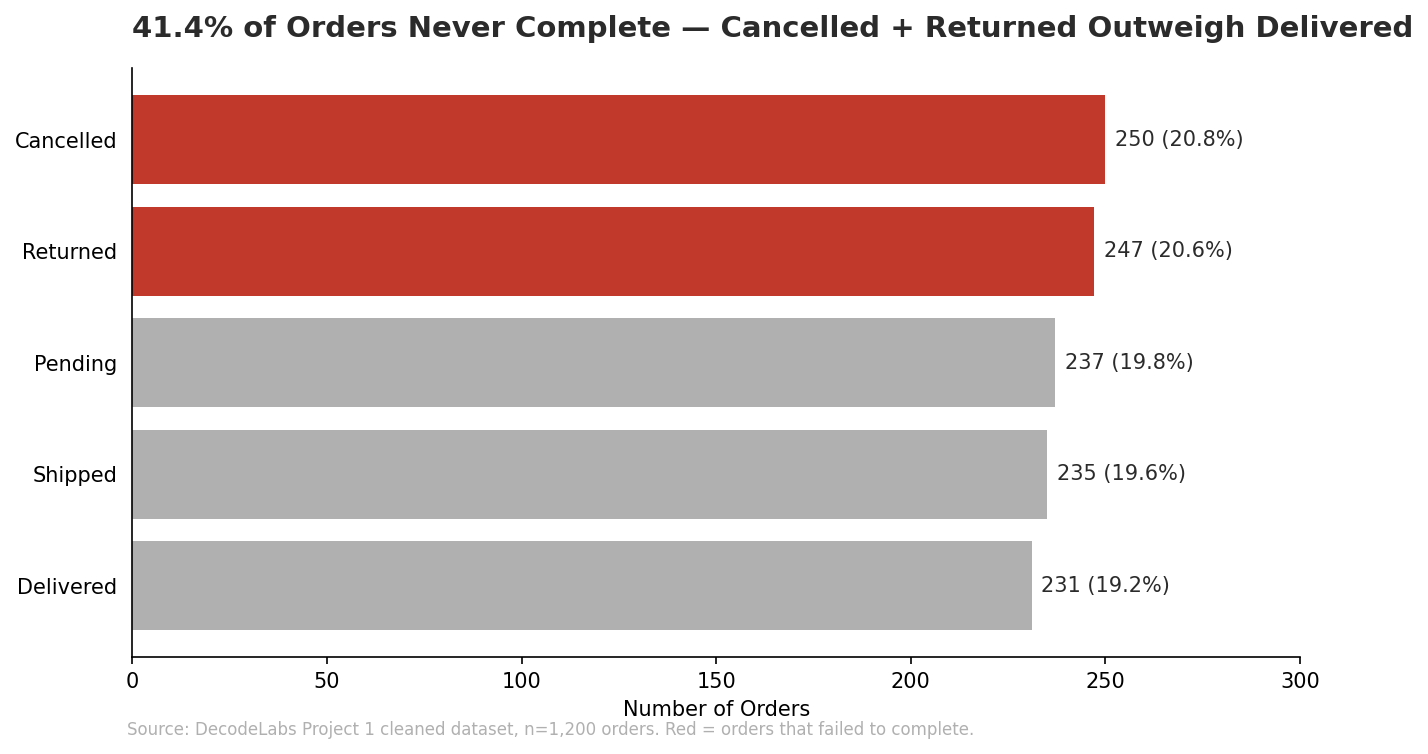 41.4% of Orders Never Complete — Cancelled + Returned Outweigh Delivered
Cancelled 250 (20.8%)
Returned 247 (20.6%)
Pending 237 (19.8%)
Shipped 235 (19.6%)
Delivered 231 (19.2%)
0 50 100 150 200 250 300
Number of Orders
Source: DecodeLabs Project 1 cleaned dataset, n=1,200 orders. Red = orders that failed to complete.